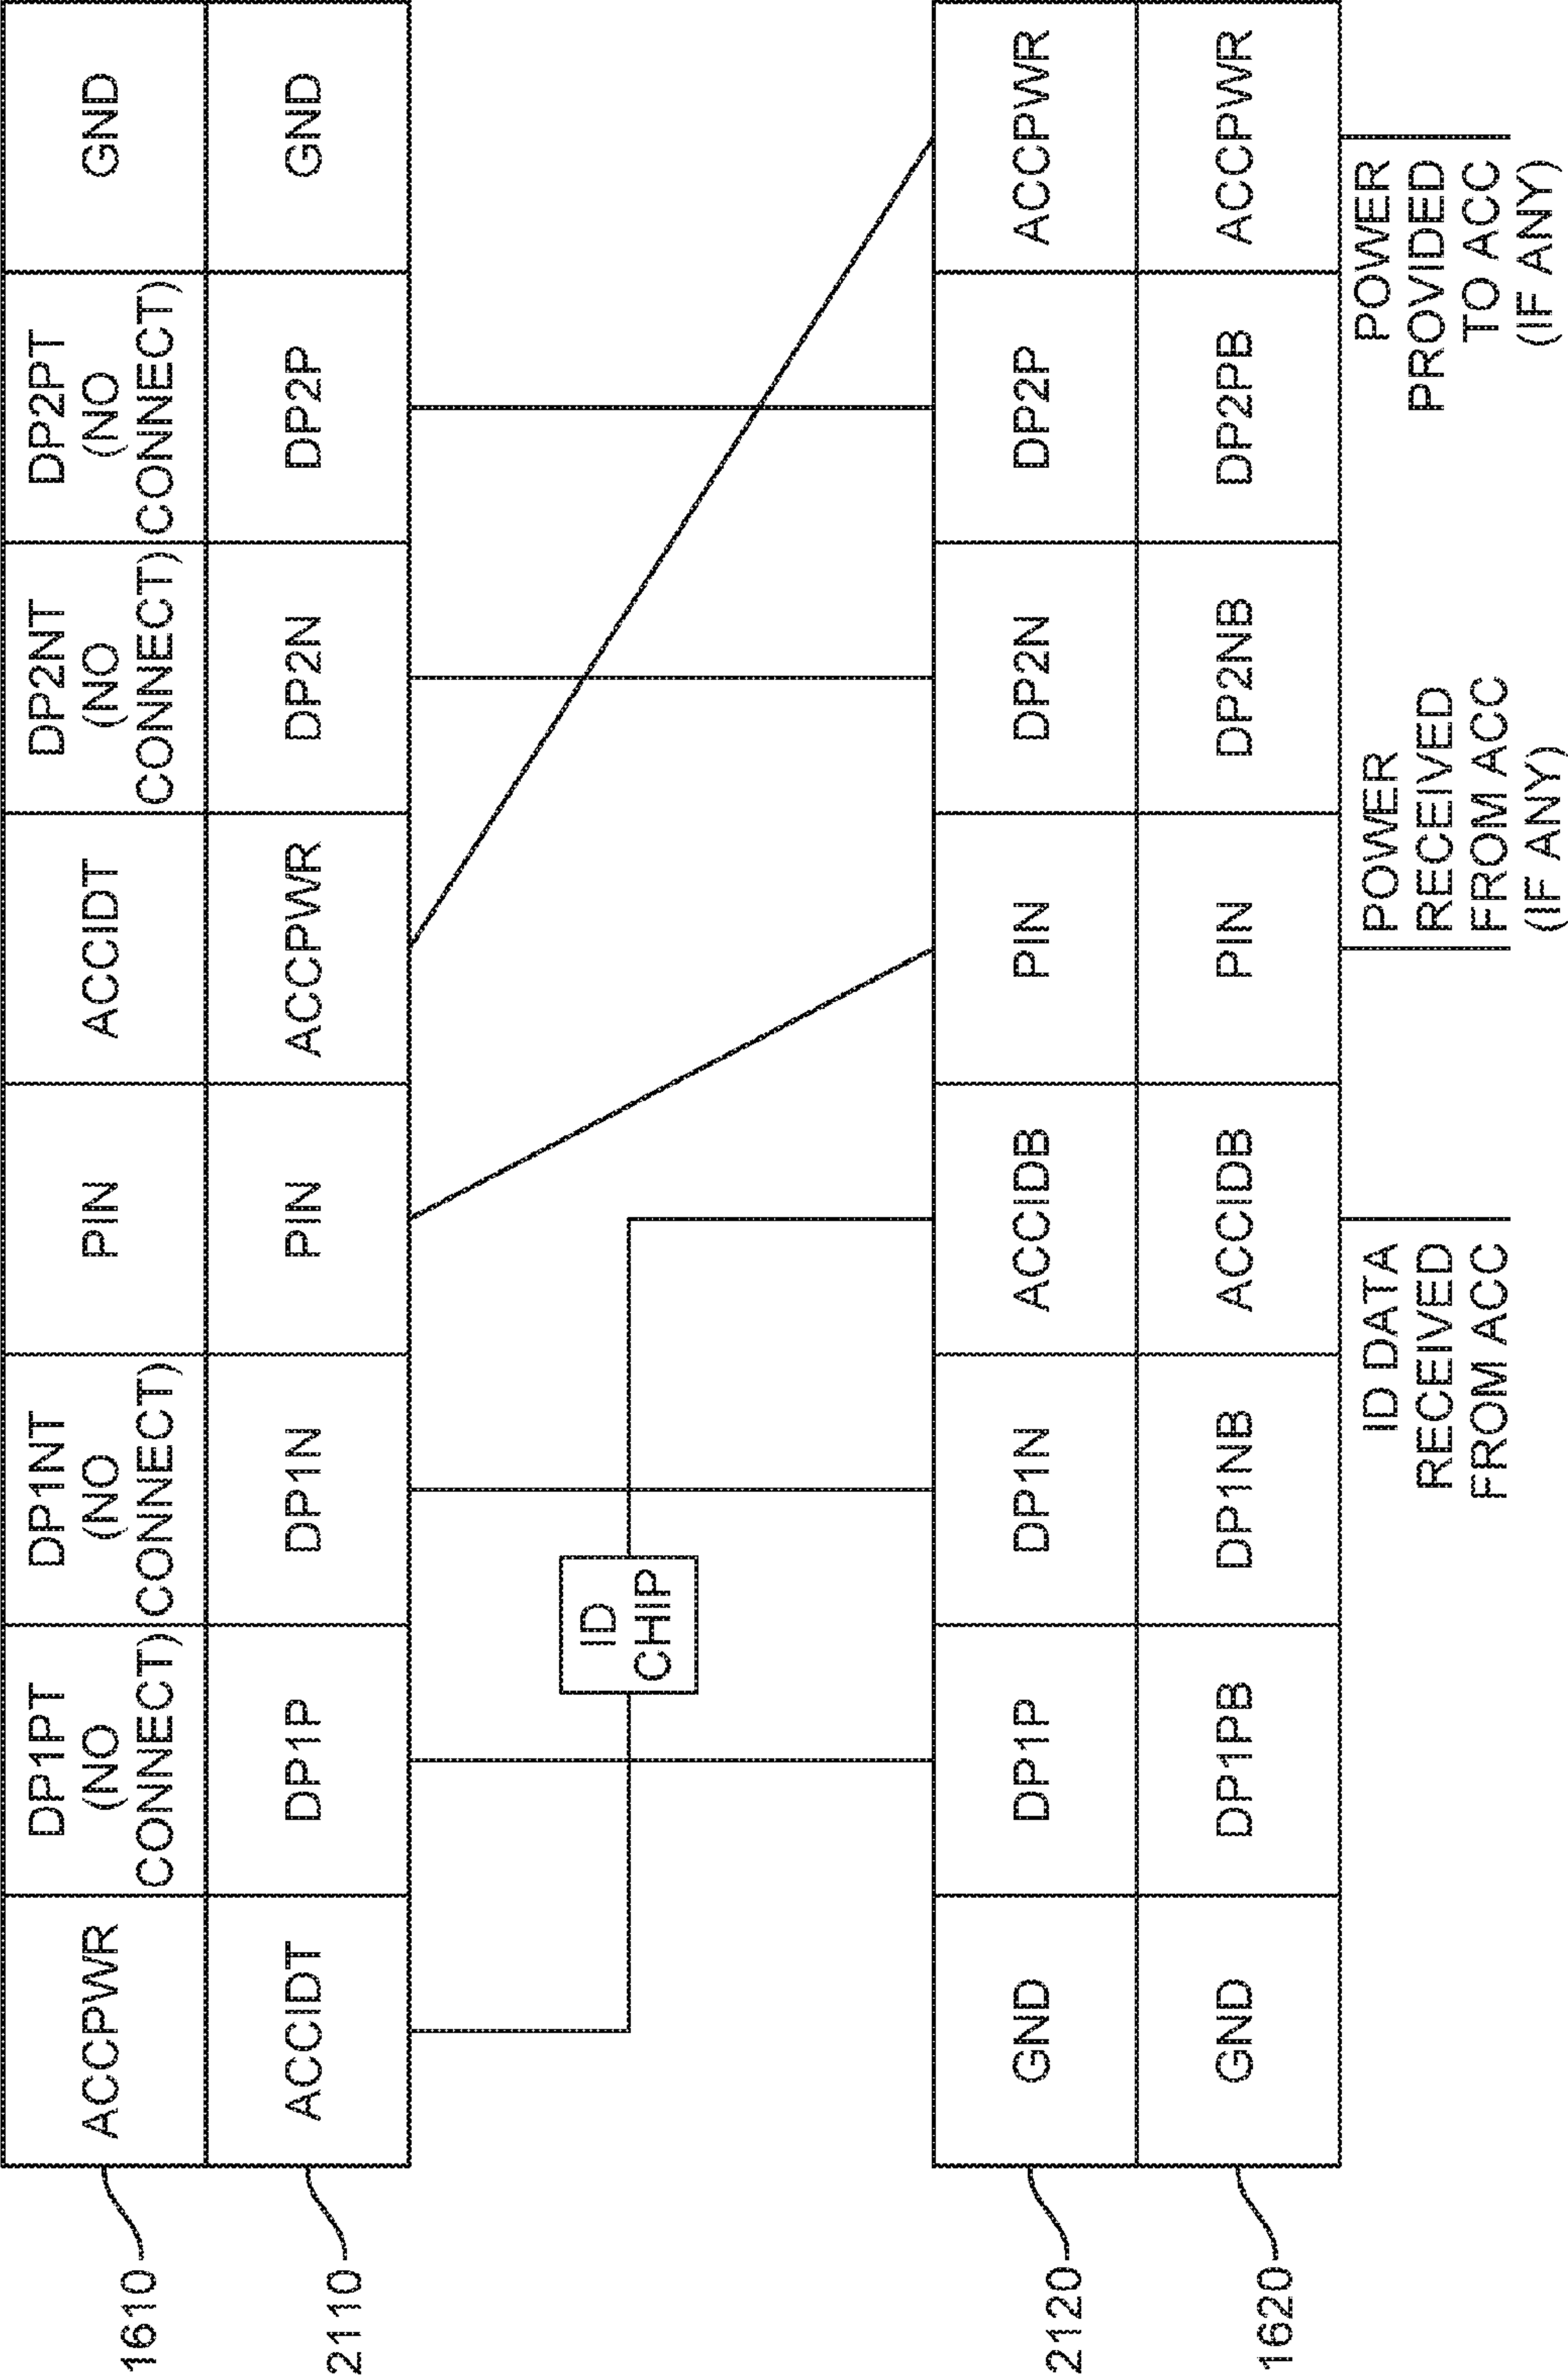 1610
ACCPWR
DP1PT
(NO
CONNECT)
DP1NT
(NO
CONNECT)
PIN
ACCIDT
DP2NT
(NO
CONNECT)
DP2PT
(NO
CONNECT)
GND
2110
ACCIDT
DP1P
DP1N
PIN
ACCPWR
DP2N
DP2P
GND
ID
CHIP
2120
GND
DP1P
DP1N
ACCIDB
PIN
DP2N
DP2P
ACCPWR
1620
GND
DP1PB
DP1NB
ACCIDB
PIN
DP2NB
DP2PB
ACCPWR
ID DATA
RECEIVED
FROM ACC
POWER
RECEIVED
FROM ACC
(IF ANY)
POWER
PROVIDED
TO ACC
(IF ANY)